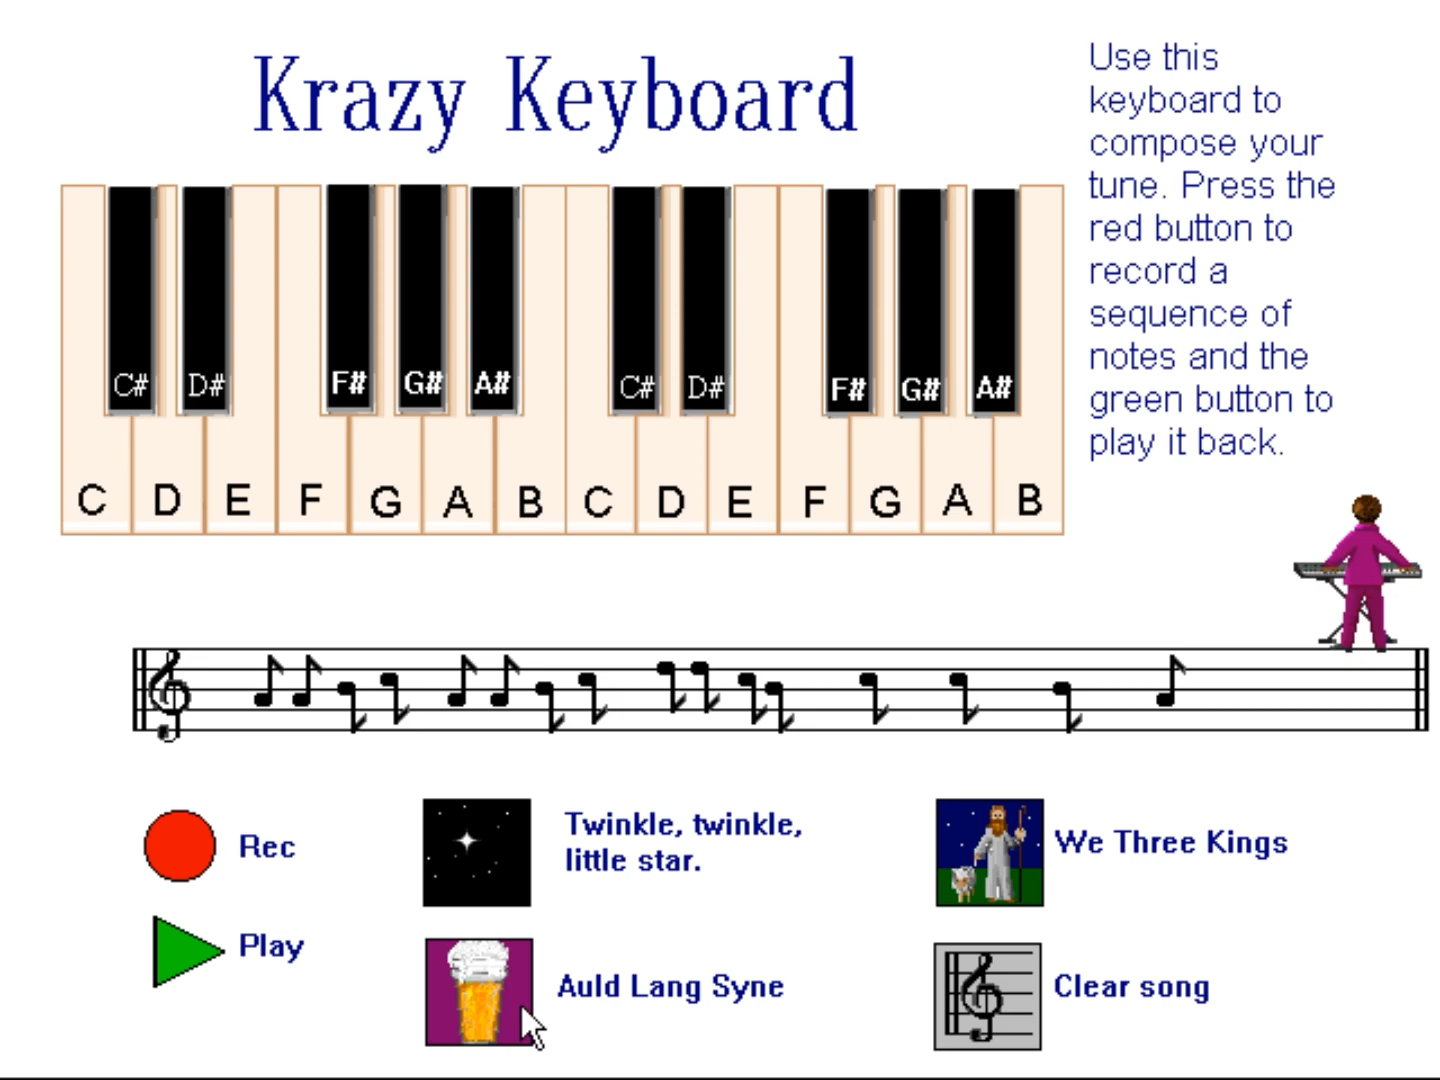 Krazy Keyboard
Use this
keyboard to
compose your
tune. Press the
red button to
record a
sequence of
notes and the
green button to
play it back.
C# D# F# G# A# C# D# F# G# A#
C D E F G A B C D E F G A B
Rec
Play
Twinkle, twinkle,
little star.
Auld Lang Syne
We Three Kings
Clear song